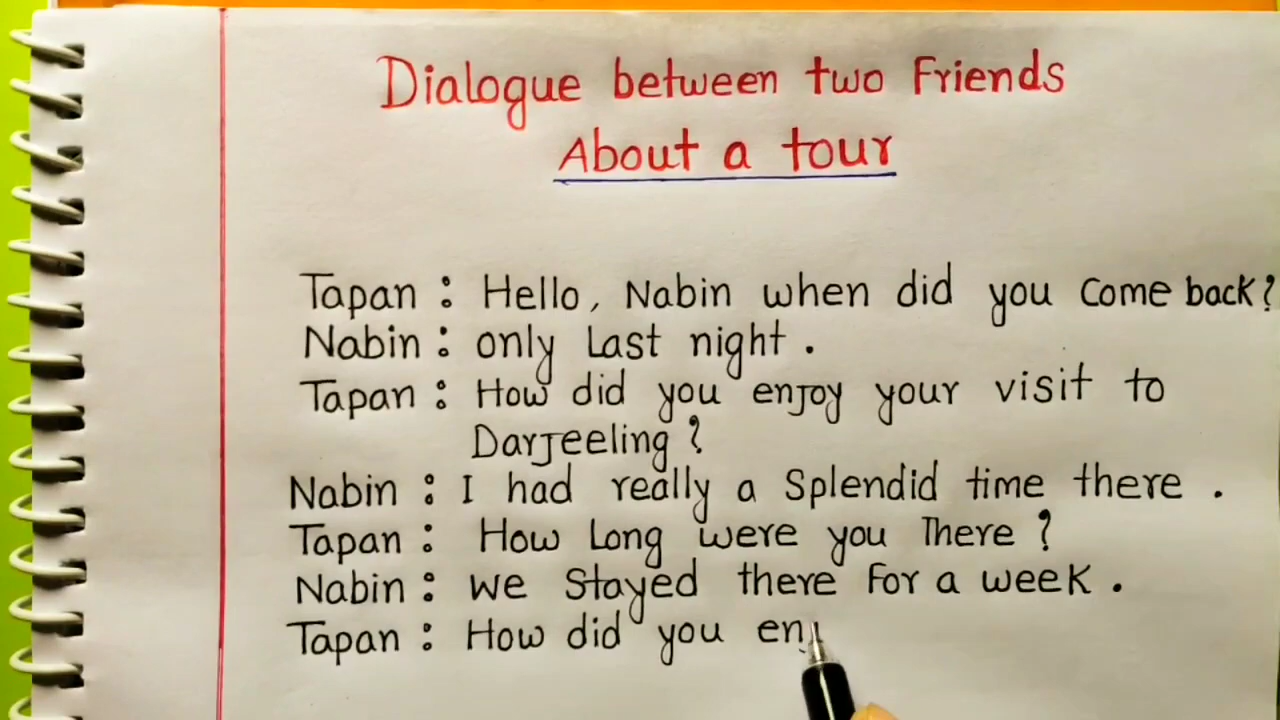 Dialogue between two Friends
About a tour
Tapan : Hello, Nabin when did you come back?
Nabin : only Last night .
Tapan : How did you enjoy your visit to
Darjeeling ?
Nabin : I had really a Splendid time there .
Tapan : How Long were you There ?
Nabin : we Stayed there For a week .
Tapan : How did you en